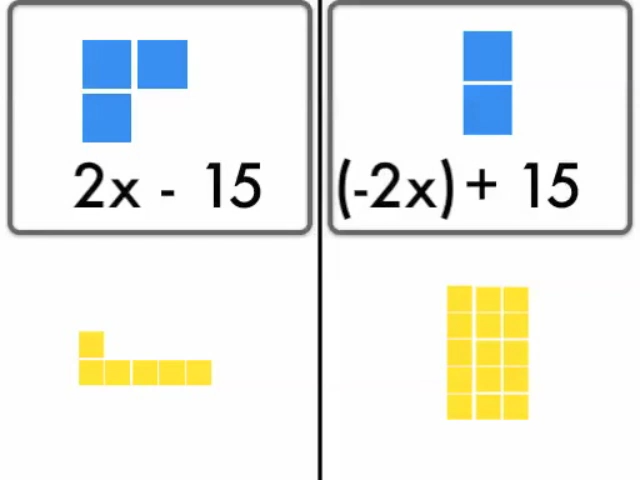 2x - 15
(-2x) + 15